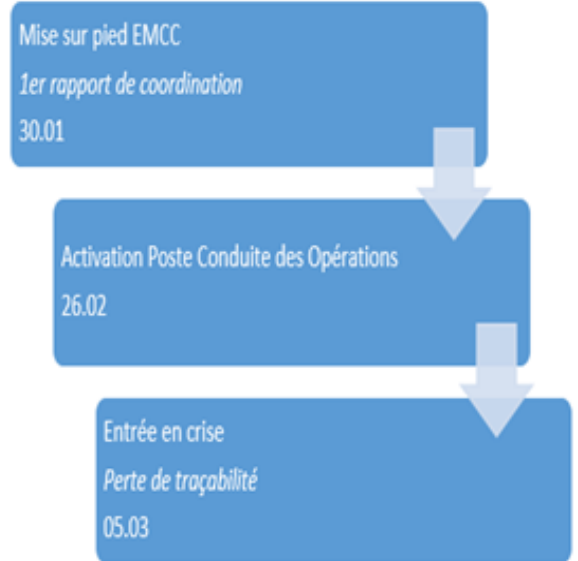 Mise sur pied EMCC
1er rapport de coordination
30.01
Activation Poste Conduite des Opérations
26.02
Entrée en crise
Perte de traçabilité
05.03